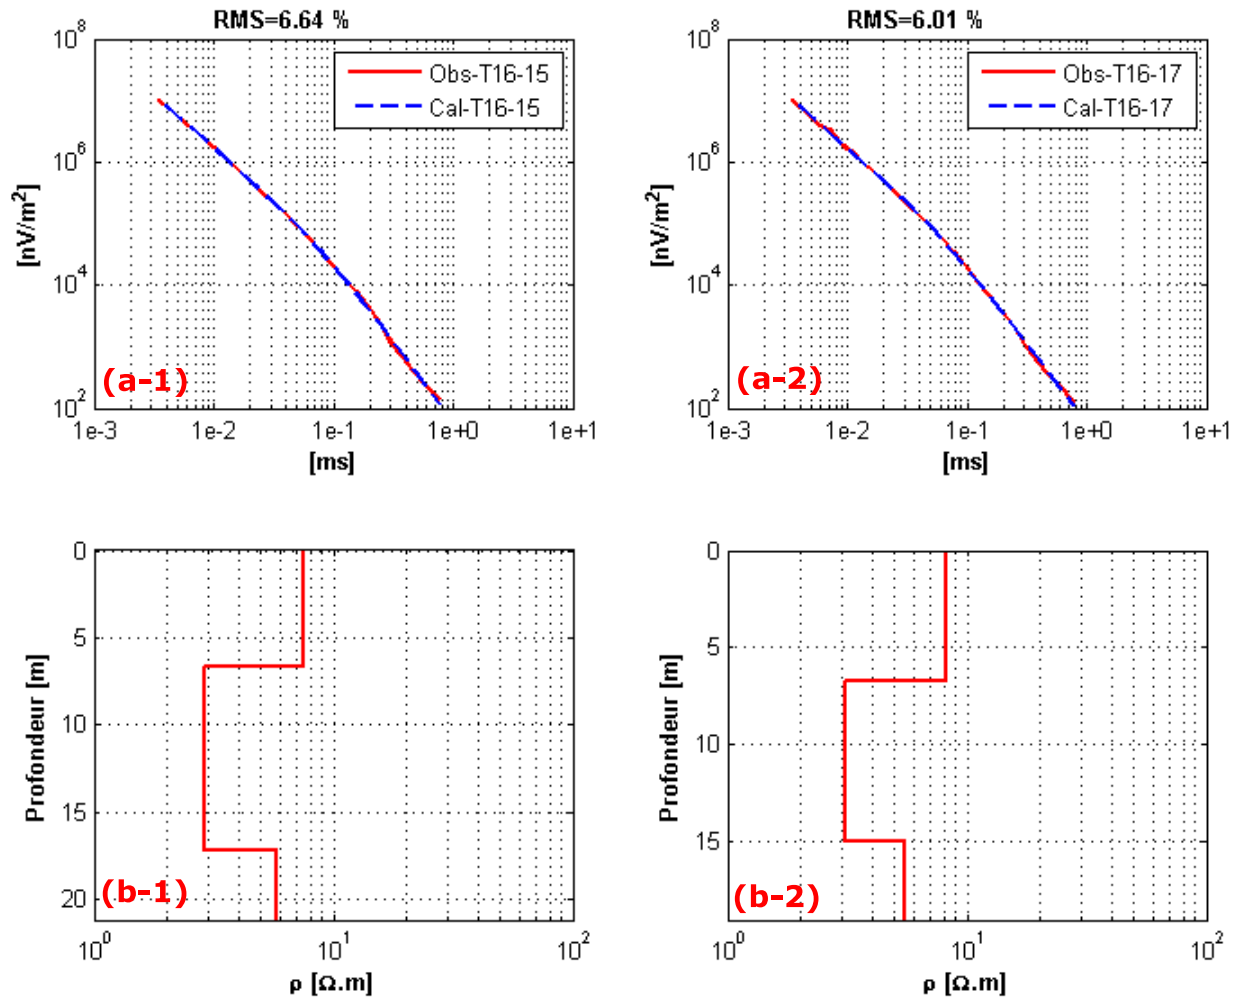 RMS=6.64 %
10^8
10^6
10^4
10^2
[nV/m²]
Obs-T16-15
Cal-T16-15
(a-1)
1e-3 1e-2 1e-1 1e+0 1e+1
[ms]
RMS=6.01 %
10^8
10^6
10^4
10^2
[nV/m²]
Obs-T16-17
Cal-T16-17
(a-2)
1e-3 1e-2 1e-1 1e+0 1e+1
[ms]
0
5
10
15
20
Profondeur [m]
(b-1)
10^0 10^1 10^2
ρ [Ω.m]
0
5
10
15
Profondeur [m]
(b-2)
10^0 10^1 10^2
ρ [Ω.m]